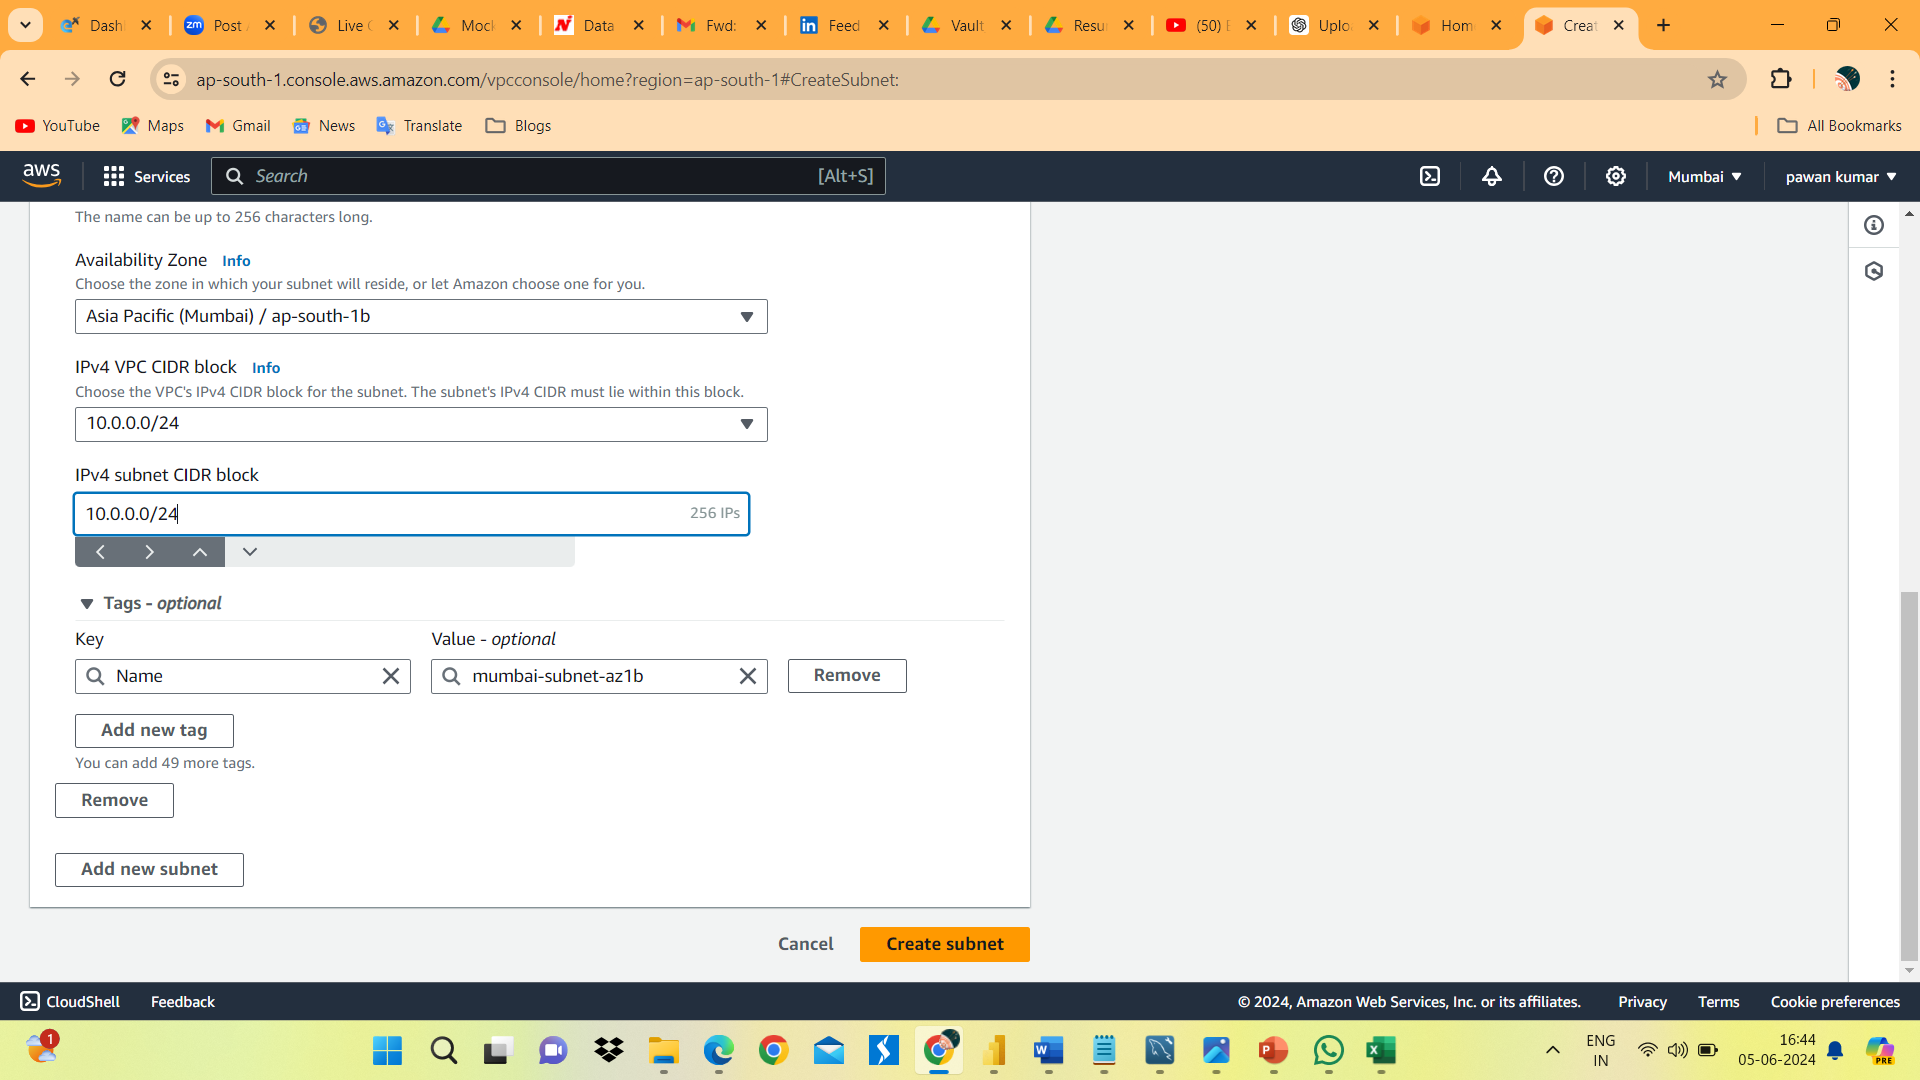 Dash
Post
Live
Mock
Data
Fwd:
Feed
Vault
Resu
(50)
Uplo
Hom
Creat
ap-south-1.console.aws.amazon.com/vpcconsole/home?region=ap-south-1#CreateSubnet:
YouTube
Maps
Gmail
News
Translate
Blogs
All Bookmarks
aws
Services
Search
[Alt+S]
Mumbai
pawan kumar
The name can be up to 256 characters long.
Availability Zone Info
Choose the zone in which your subnet will reside, or let Amazon choose one for you.
Asia Pacific (Mumbai) / ap-south-1b
IPv4 VPC CIDR block Info
Choose the VPC's IPv4 CIDR block for the subnet. The subnet's IPv4 CIDR must lie within this block.
10.0.0.0/24
IPv4 subnet CIDR block
10.0.0.0/24
256 IPs
Tags - optional
Key
Value - optional
Name
mumbai-subnet-az1b
Remove
Add new tag
You can add 49 more tags.
Remove
Add new subnet
Cancel
Create subnet
CloudShell
Feedback
© 2024, Amazon Web Services, Inc. or its affiliates.
Privacy
Terms
Cookie preferences
1
ENG
IN
16:44
05-06-2024
PRE